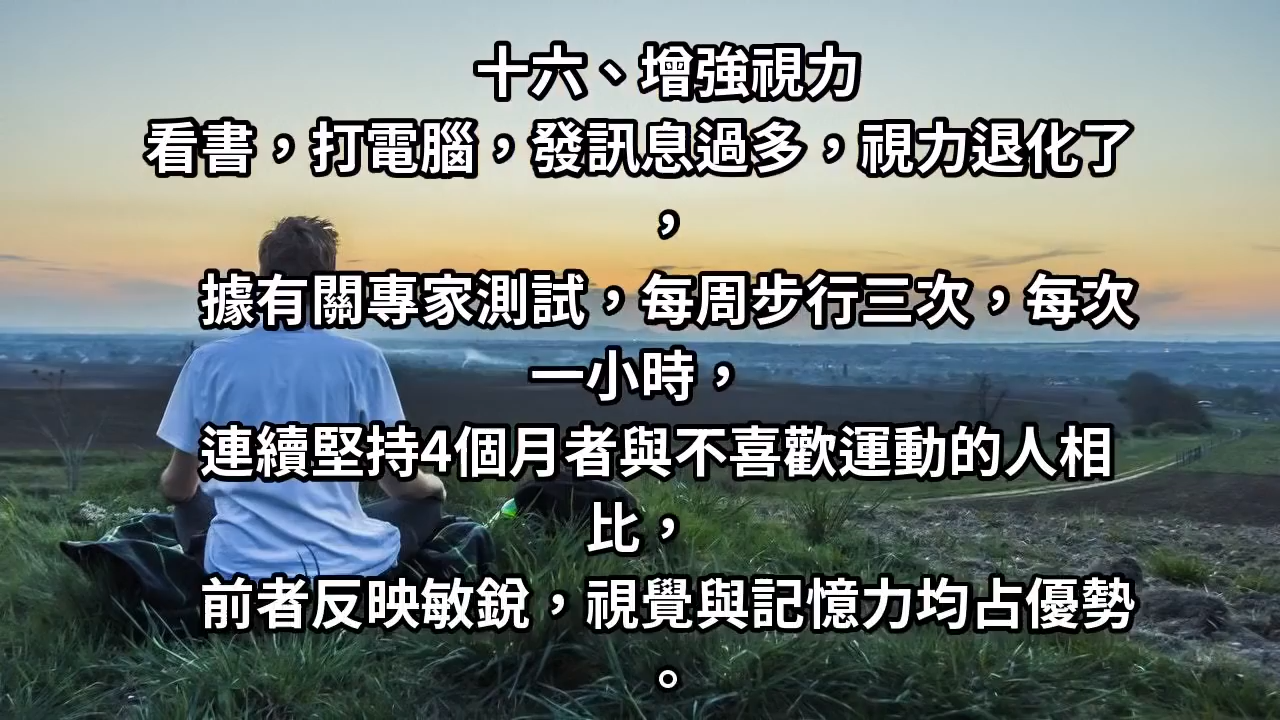 十六、增強視力
看書，打電腦，發訊息過多，視力退化了
，
據有關專家測試，每周步行三次，每次
一小時，
連續堅持4個月者與不喜歡運動的人相
比，
前者反映敏銳，視覺與記憶力均占優勢
。